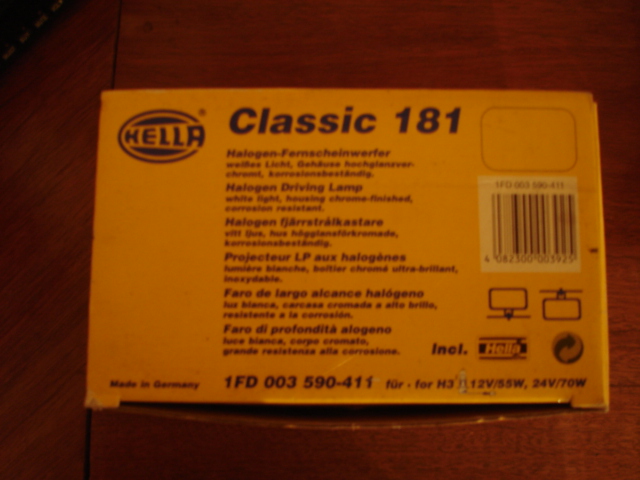 HELLA
®
Classic 181
Halogen-Fernscheinwerfer
weißes Licht, Gehäuse hochglanzver-
chromt, korrosionsbeständig.
Halogen Driving Lamp
white light, housing chrome-finished,
corrosion resistant.
Halogen fjärrstrålkastare
vitt ljus, hus högglansförkromade,
korrosionsbeständig.
Projecteur LP aux halogènes
lumière blanche, boîtier chromé ultra-brillant,
inoxydable.
Faro de largo alcance halógeno
luz blanca, carcasa cromada a alto brillo,
resistente a la corrosión.
Faro di profondità alogeno
luce bianca, corpo cromato,
grande resistenza alla corrosione.
1FD 003 590-411
4 082300 003925
Incl. Hella
Made in Germany
1FD 003 590-411 für - for H3 12V/55W, 24V/70W